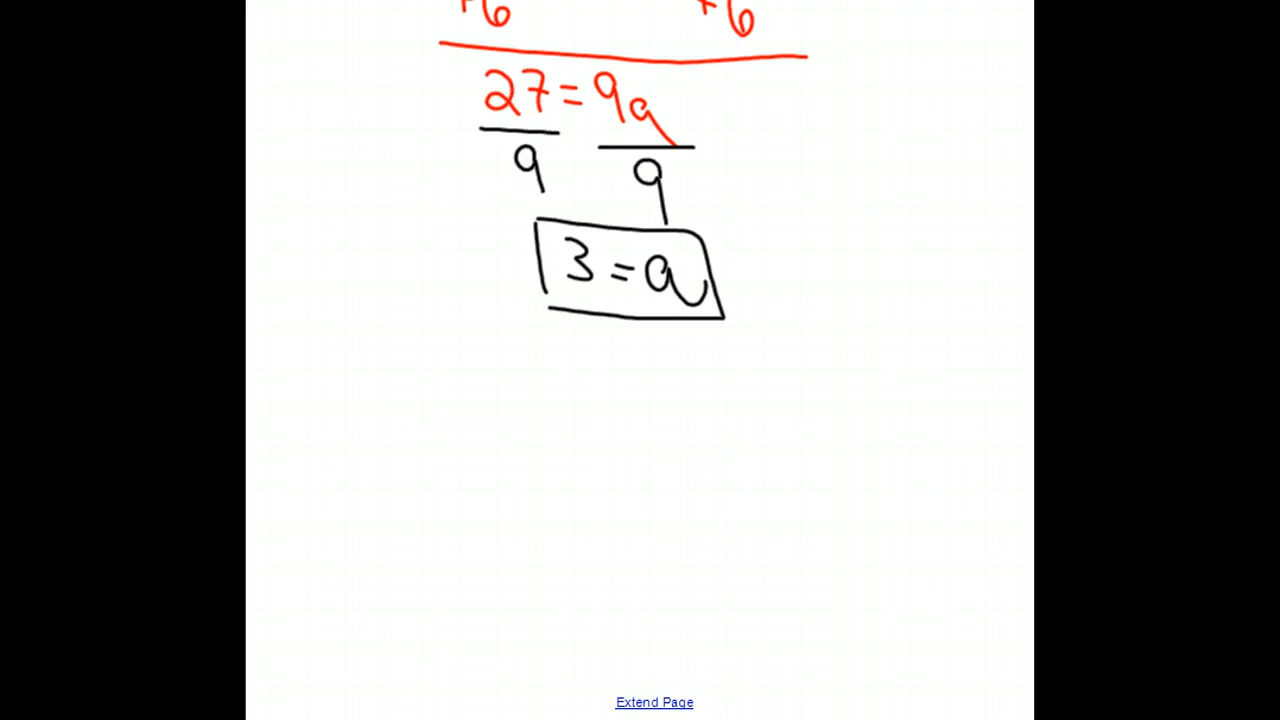 +6 +6
27 = 9a
9 9
3 = a
Extend Page